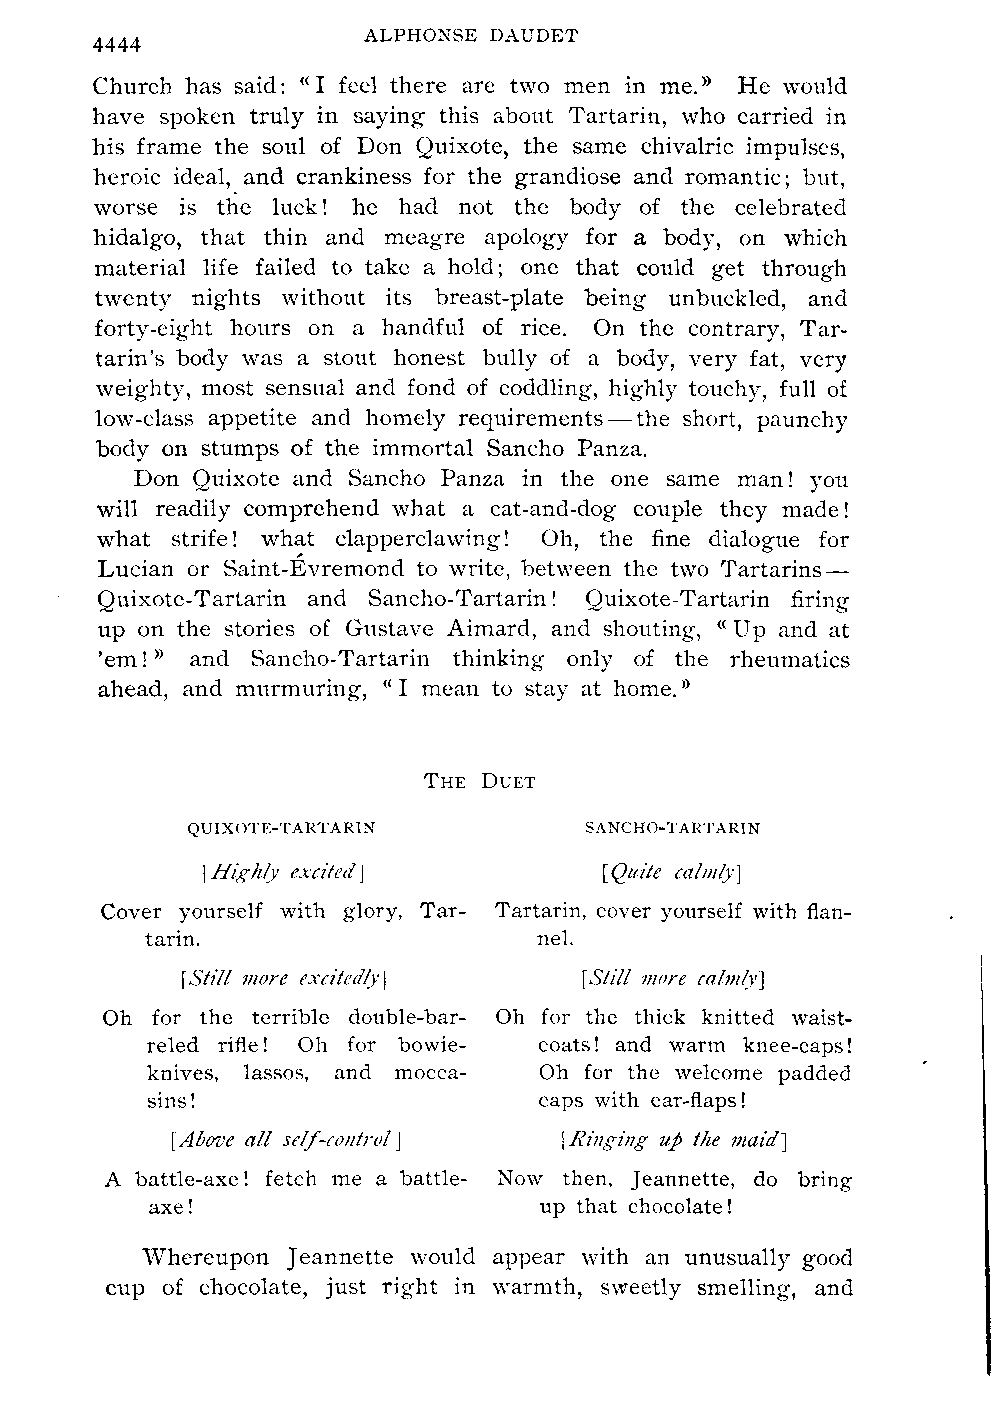 4444
ALPHONSE DAUDET
Church has said: “I feel there are two men in me.” He would
have spoken truly in saying this about Tartarin, who carried in
his frame the soul of Don Quixote, the same chivalric impulses,
heroic ideal, and crankiness for the grandiose and romantic; but,
worse is the luck! he had not the body of the celebrated
hidalgo, that thin and meagre apology for a body, on which
material life failed to take a hold; one that could get through
twenty nights without its breast-plate being unbuckled, and
forty-eight hours on a handful of rice. On the contrary, Tar-
tarin's body was a stout honest bully of a body, very fat, very
weighty, most sensual and fond of coddling, highly touchy, full of
low-class appetite and homely requirements—the short, paunchy
body on stumps of the immortal Sancho Panza.
Don Quixote and Sancho Panza in the one same man! you
will readily comprehend what a cat-and-dog couple they made!
what strife! what clapperclawing! Oh, the fine dialogue for
Lucian or Saint-Évremond to write, between the two Tartarins—
Quixote-Tartarin and Sancho-Tartarin! Quixote-Tartarin firing
up on the stories of Gustave Aimard, and shouting, “Up and at
'em!” and Sancho-Tartarin thinking only of the rheumatics
ahead, and murmuring, “I mean to stay at home.”
THE DUET
QUIXOTE-TARTARIN
[Highly excited]
Cover yourself with glory, Tar-
tarin.
[Still more excitedly]
Oh for the terrible double-bar-
reled rifle! Oh for bowie-
knives, lassos, and mocca-
sins!
[Above all self-control]
A battle-axe! fetch me a battle-
axe!
SANCHO-TARTARIN
[Quite calmly]
Tartarin, cover yourself with flan-
nel.
[Still more calmly]
Oh for the thick knitted waist-
coats! and warm knee-caps!
Oh for the welcome padded
caps with ear-flaps!
[Ringing up the maid]
Now then, Jeannette, do bring
up that chocolate!
Whereupon Jeannette would appear with an unusually good
cup of chocolate, just right in warmth, sweetly smelling, and